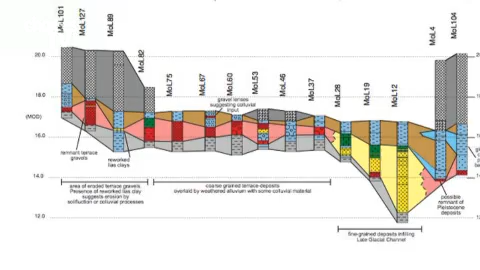 MoL101
MoL127
MoL89
MoL82
MoL75
MoL67
MoL60
MoL53
MoL46
MoL37
MoL28
MoL19
MoL12
MoL4
MoL104
20.0
18.0
(MOD)
16.0
14.0
12.0
gravel lenses
suggesting colluvial
input
remnant terrace
gravels
reworked
lias clays
area of eroded terrace gravels.
Presence of reworked lias clay
suggests erosion by
solifluction or colluvial processes
coarse grained terrace deposits
overlaid by weathered alluvium with some colluvial material
possible
remnant of
Pleistocene
deposits
fine-grained deposits infilling
Late Glacial Channel